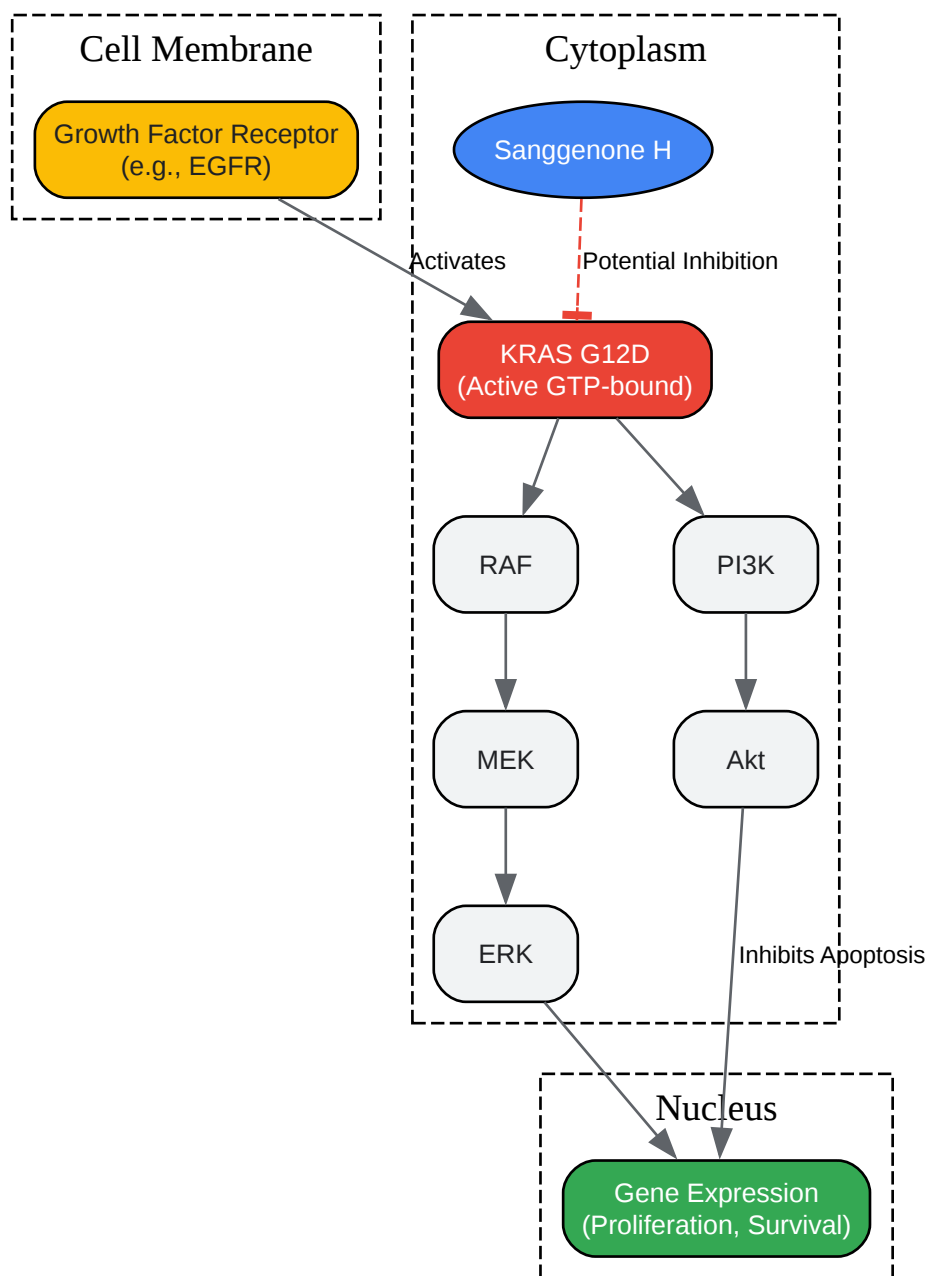 Cell Membrane
Cytoplasm
Growth Factor Receptor
(e.g., EGFR)
Sanggenone H
Activates
Potential Inhibition
KRAS G12D
(Active GTP-bound)
RAF
PI3K
MEK
Akt
ERK
Inhibits Apoptosis
Nucleus
Gene Expression
(Proliferation, Survival)